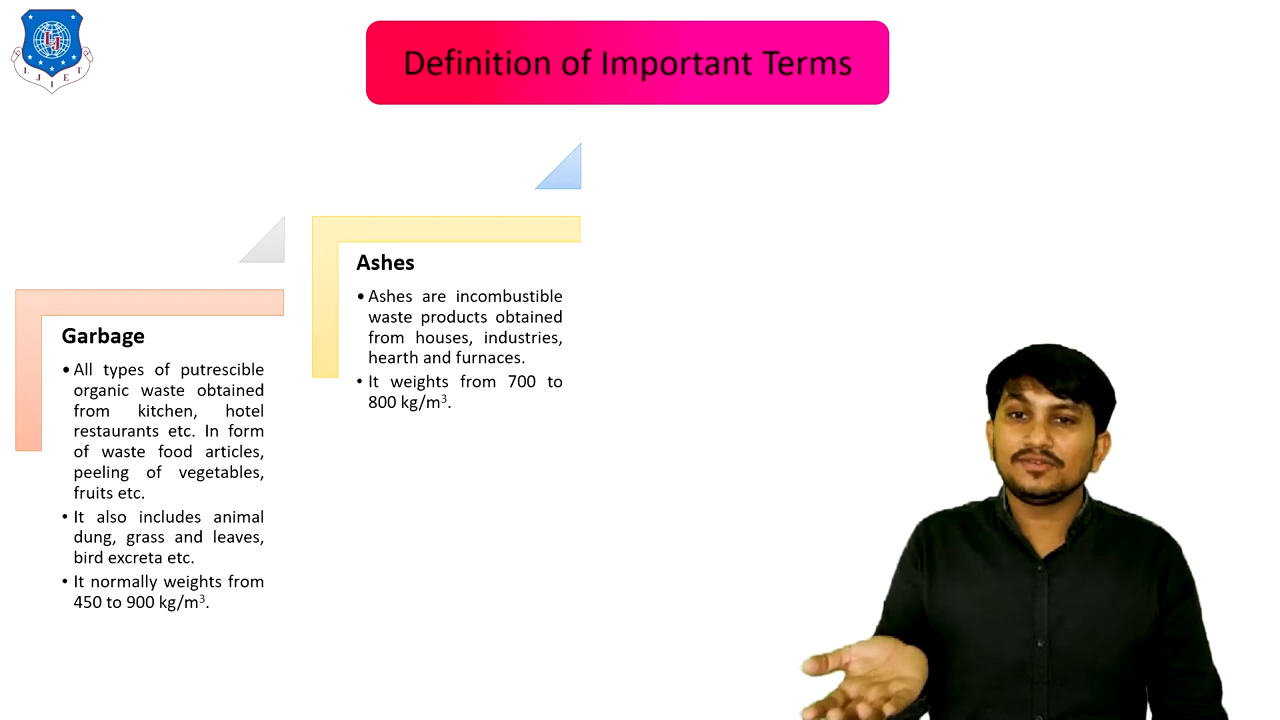 LJ
LJIET
Definition of Important Terms
Garbage
• All types of putrescible
organic waste obtained
from kitchen, hotel
restaurants etc. In form
of waste food articles,
peeling of vegetables,
fruits etc.
• It also includes animal
dung, grass and leaves,
bird excreta etc.
• It normally weights from
450 to 900 kg/m³.
Ashes
• Ashes are incombustible
waste products obtained
from houses, industries,
hearth and furnaces.
• It weights from 700 to
800 kg/m³.